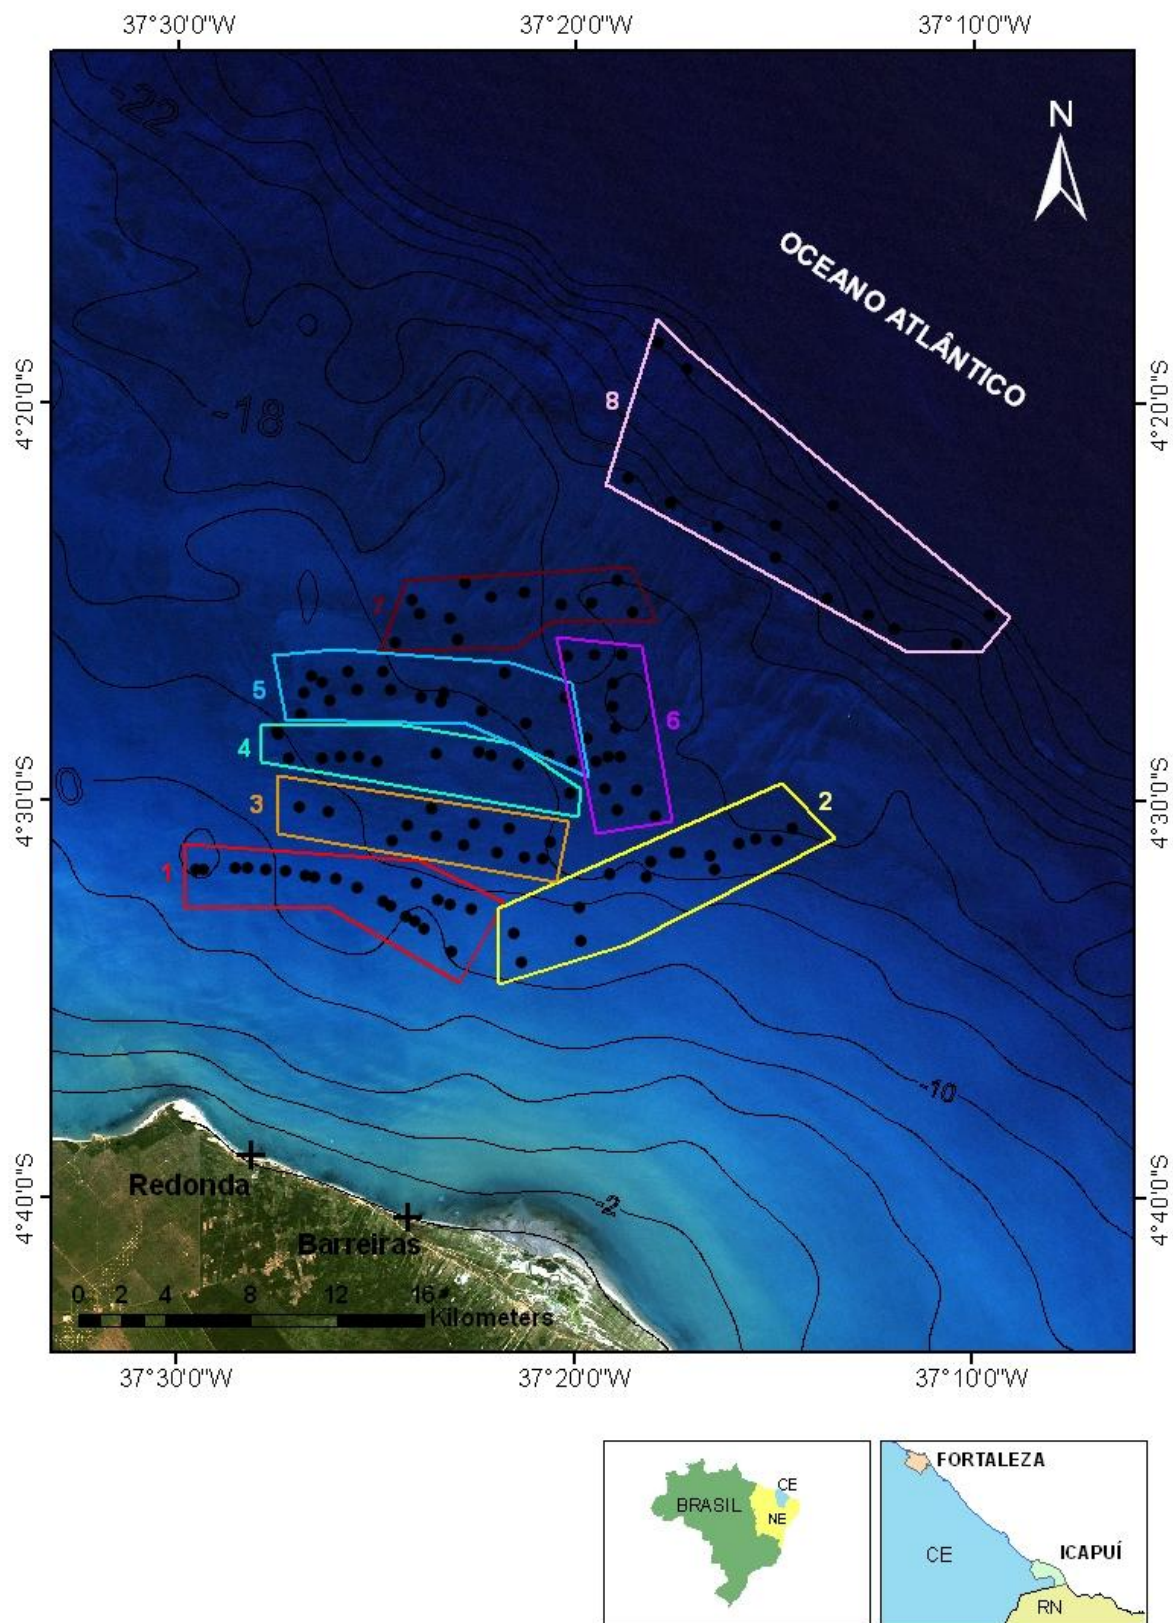 37°30'0"W
37°20'0"W
37°10'0"W
-22
N
OCEANO ATLÂNTICO
4°20'0"S
4°20'0"S
8
-18
7
5
6
4
0
4°30'0"S
4°30'0"S
3
2
1
-10
Redonda
4°40'0"S
4°40'0"S
-2
Barreiras
0 2 4 8 12 16
Kilometers
37°30'0"W
37°20'0"W
37°10'0"W
BRASIL
CE
NE
FORTALEZA
CE
ICAPUÍ
RN